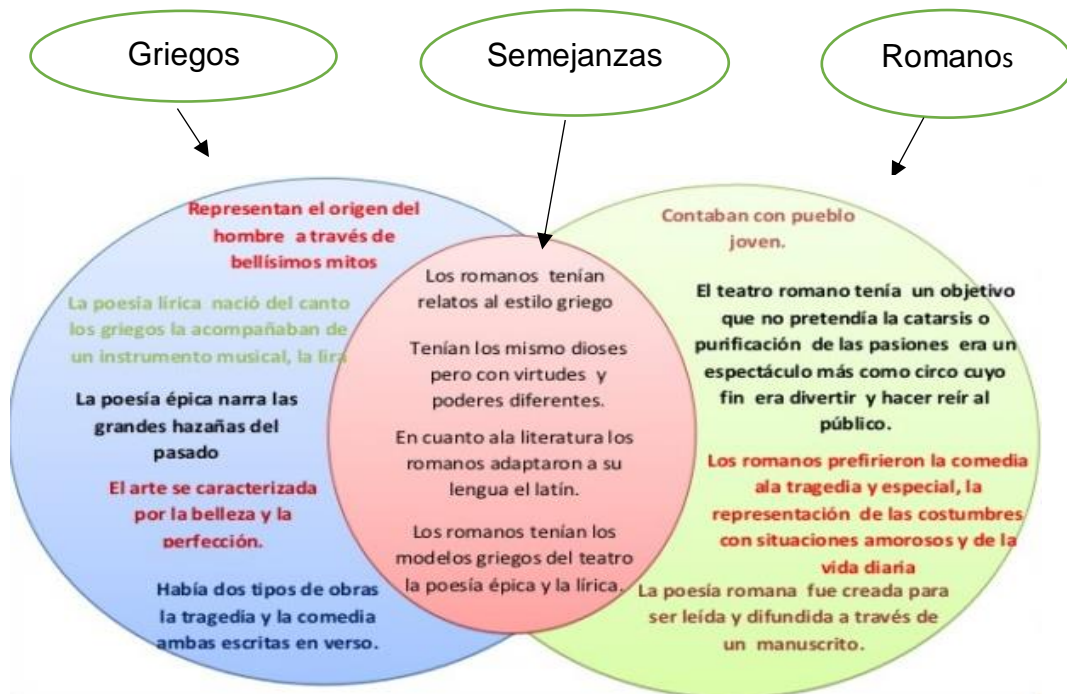 Griegos
Semejanzas
Romanos
Representan el origen del
hombre a través de
bellísimos mitos
La poesía lírica nació del canto
los griegos la acompañaban de
un instrumento musical, la lira
La poesía épica narra las
grandes hazañas del
pasado
El arte se caracterizada
por la belleza y la
perfección.
Había dos tipos de obras
la tragedia y la comedia
ambas escritas en verso.
Los romanos tenían
relatos al estilo griego
Tenían los mismo dioses
pero con virtudes y
poderes diferentes.
En cuanto ala literatura los
romanos adaptaron a su
lengua el latín.
Los romanos tenían los
modelos griegos del teatro
la poesía épica y la lírica.
Contaban con pueblo
joven.
El teatro romano tenía un objetivo
que no pretendía la catarsis o
purificación de las pasiones era un
espectáculo más como circo cuyo
fin era divertir y hacer reír al
público.
Los romanos prefirieron la comedia
ala tragedia y especial, la
representación de las costumbres
con situaciones amorosos y de la
vida diaria
La poesía romana fue creada para
ser leída y difundida a través de
un manuscrito.